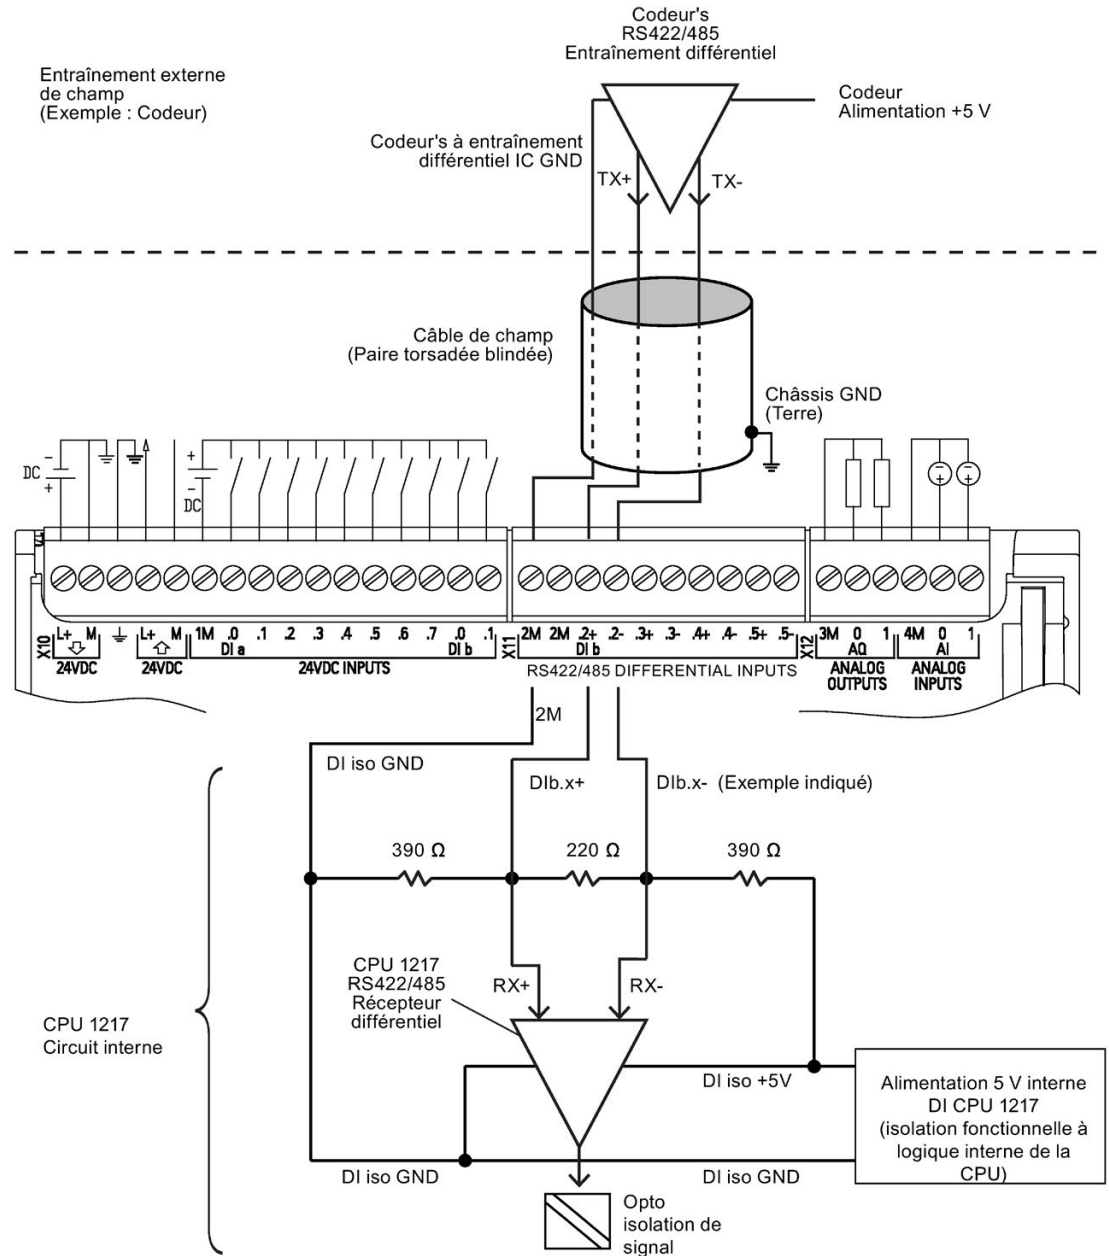 Codeur's
RS422/485
Entraînement différentiel
Entraînement externe
de champ
(Exemple : Codeur)
Codeur
Alimentation +5 V
Codeur's à entraînement
différentiel IC GND
TX+ TX-
Câble de champ
(Paire torsadée blindée)
Châssis GND
(Terre)
DC
DC
X10 L+ M L+ M 1M .0 .1 .2 .3 .4 .5 .6 .7 .0 .1 X11 2M 2M .2+ .2- .3+ .3- .4+ .4- .5+ .5- X12 3M 0 1 4M 0 1
DI a DI b DI b AQ AI
24VDC 24VDC 24VDC INPUTS RS422/485 DIFFERENTIAL INPUTS ANALOG OUTPUTS ANALOG INPUTS
2M
DI iso GND
DIb.x+ DIb.x- (Exemple indiqué)
390 Ω 220 Ω 390 Ω
CPU 1217
RS422/485
Récepteur
différentiel
RX+ RX-
CPU 1217
Circuit interne
DI iso +5V
Alimentation 5 V interne
DI CPU 1217
(isolation fonctionnelle à
logique interne de la
CPU)
DI iso GND DI iso GND
Opto
isolation de
signal